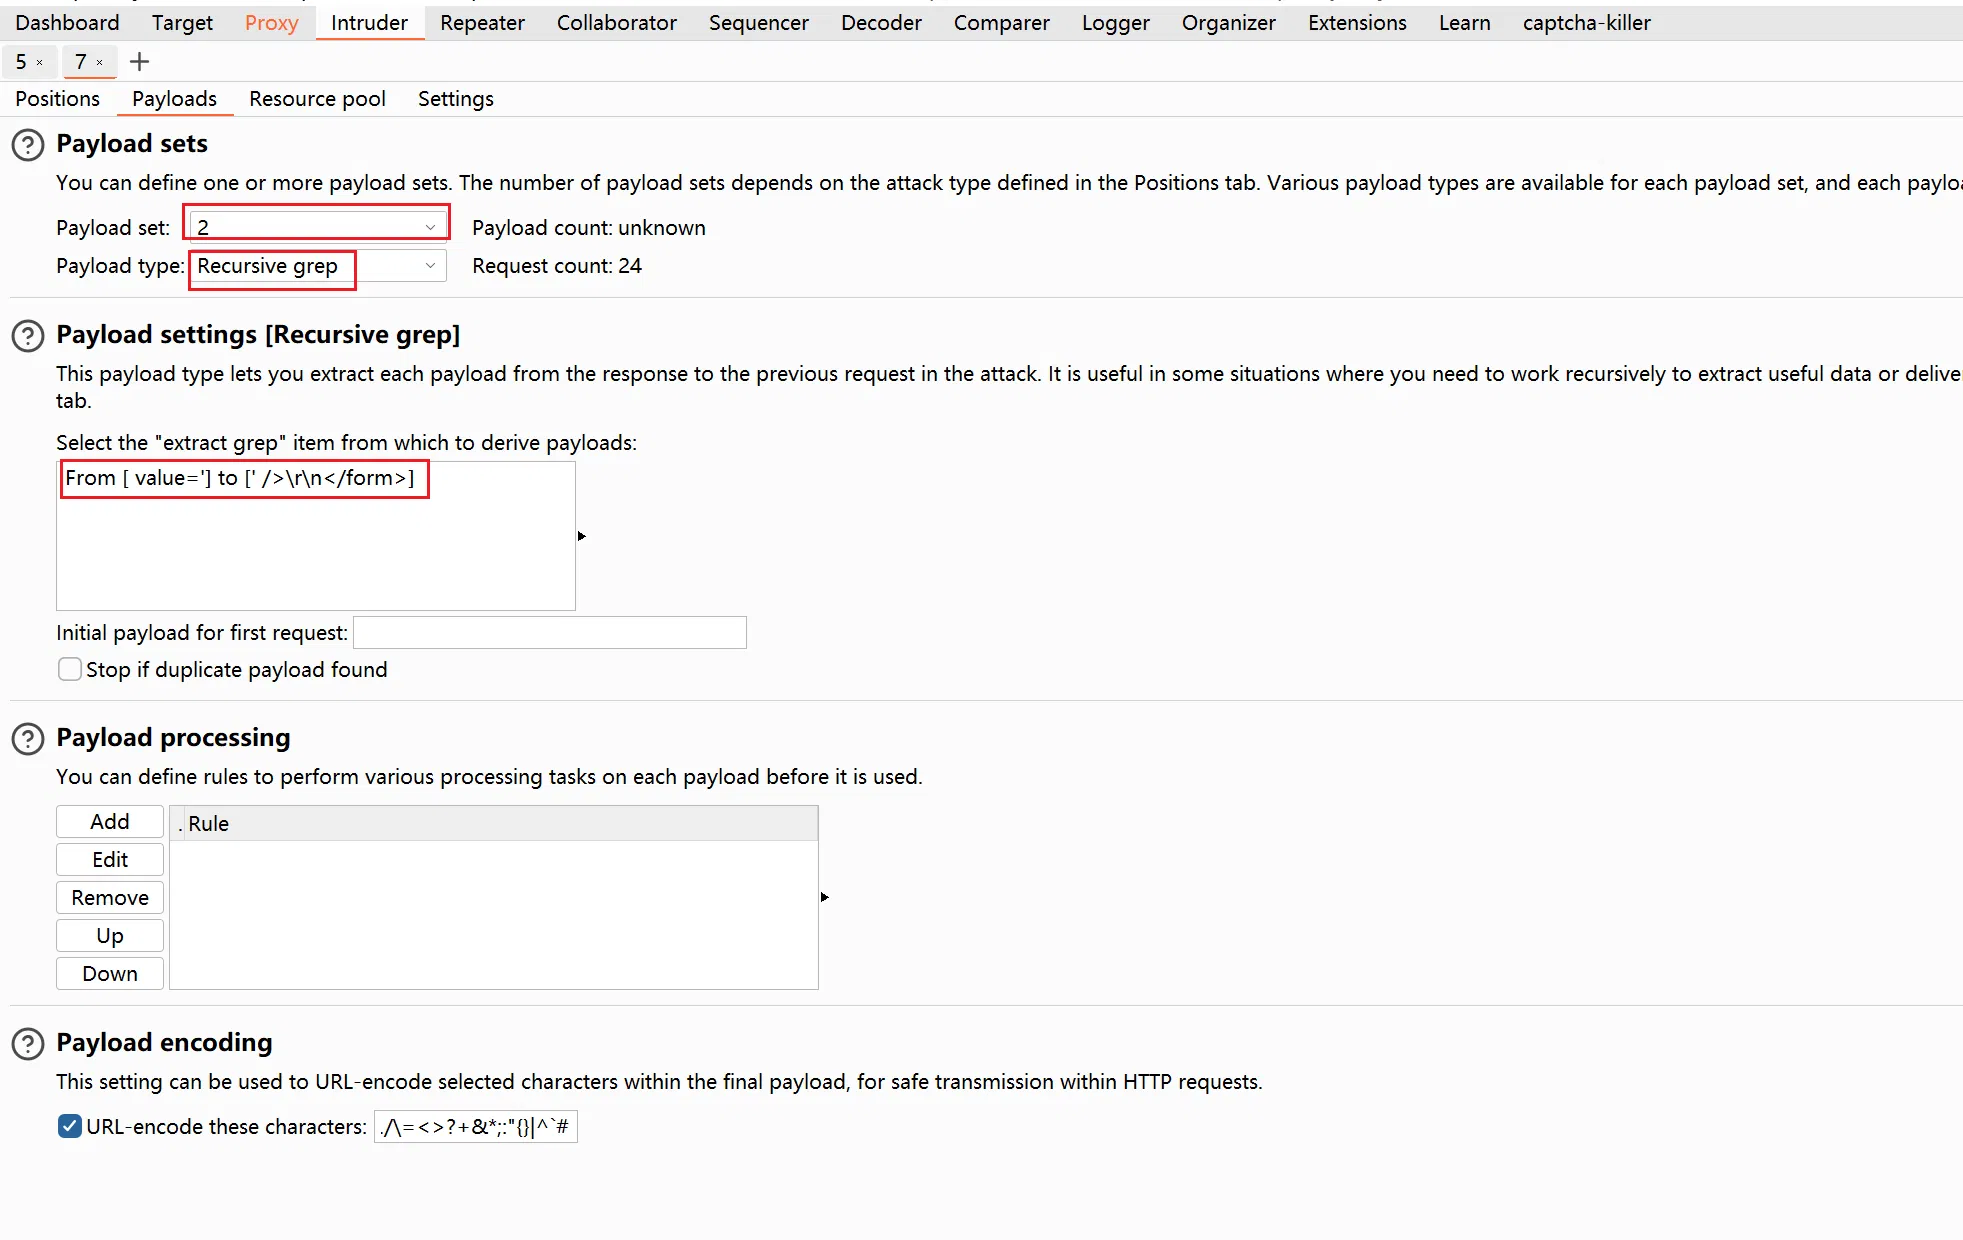 Dashboard Target Proxy Intruder Repeater Collaborator Sequencer Decoder Comparer Logger Organizer Extensions Learn captcha-killer
5 × 7 × +
Positions Payloads Resource pool Settings
? Payload sets
You can define one or more payload sets. The number of payload sets depends on the attack type defined in the Positions tab. Various payload types are available for each payload set, and each
Payload set: 2 Payload count: unknown
Payload type: Recursive grep Request count: 24
? Payload settings [Recursive grep]
This payload type lets you extract each payload from the response to the previous request in the attack. It is useful in some situations where you need to work recursively to extract useful data or
tab.
Select the "extract grep" item from which to derive payloads:
From [ value='] to [' />\r\n</form>]
Initial payload for first request:
Stop if duplicate payload found
? Payload processing
You can define rules to perform various processing tasks on each payload before it is used.
Add . Rule
Edit
Remove
Up
Down
? Payload encoding
This setting can be used to URL-encode selected characters within the final payload, for safe transmission within HTTP requests.
URL-encode these characters: ./\=<>?+&*;:"{}|^`#